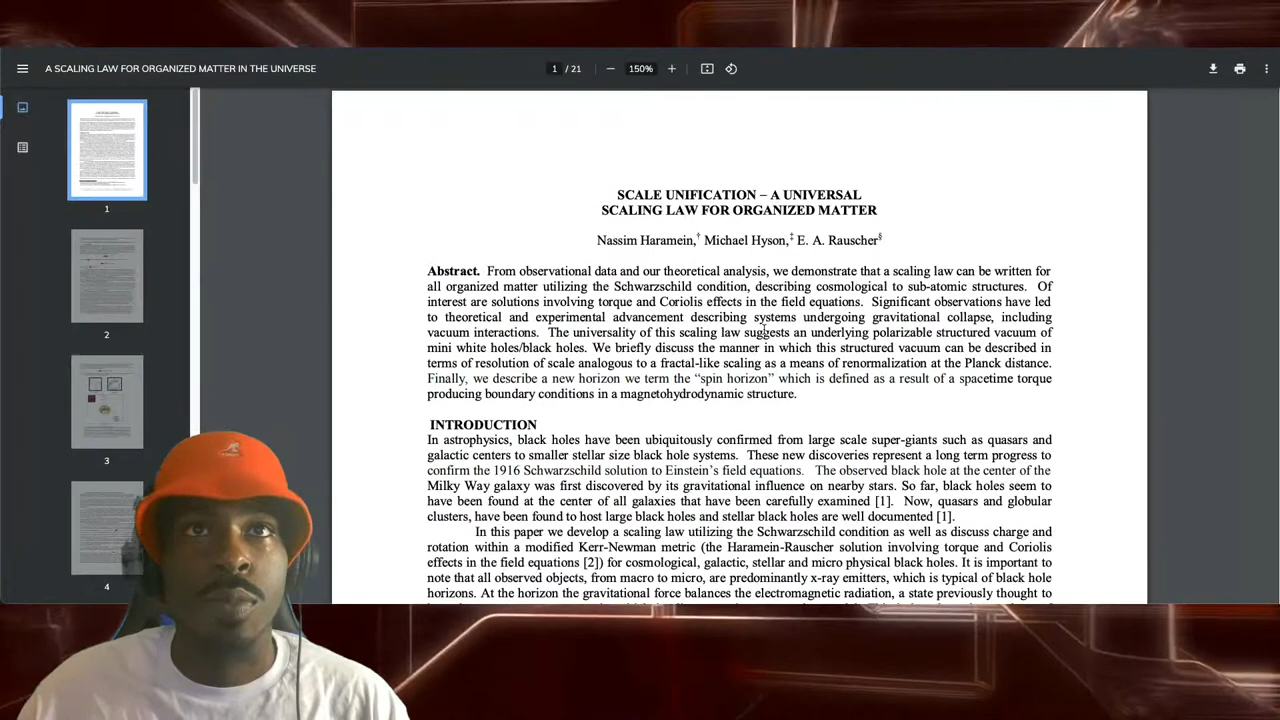 A SCALING LAW FOR ORGANIZED MATTER IN THE UNIVERSE
1 / 21
150%
SCALE UNIFICATION – A UNIVERSAL
SCALING LAW FOR ORGANIZED MATTER
Nassim Haramein,† Michael Hyson,‡ E. A. Rauscher§
Abstract. From observational data and our theoretical analysis, we demonstrate that a scaling law can be written for
all organized matter utilizing the Schwarzschild condition, describing cosmological to sub-atomic structures. Of
interest are solutions involving torque and Coriolis effects in the field equations. Significant observations have led
to theoretical and experimental advancement describing systems undergoing gravitational collapse, including
vacuum interactions. The universality of this scaling law suggests an underlying polarizable structured vacuum of
mini white holes/black holes. We briefly discuss the manner in which this structured vacuum can be described in
terms of resolution of scale analogous to a fractal-like scaling as a means of renormalization at the Planck distance.
Finally, we describe a new horizon we term the “spin horizon” which is defined as a result of a spacetime torque
producing boundary conditions in a magnetohydrodynamic structure.
INTRODUCTION
In astrophysics, black holes have been ubiquitously confirmed from large scale super-giants such as quasars and
galactic centers to smaller stellar size black hole systems. These new discoveries represent a long term progress to
confirm the 1916 Schwarzschild solution to Einstein’s field equations. The observed black hole at the center of the
Milky Way galaxy was first discovered by its gravitational influence on nearby stars. So far, black holes seem to
have been found at the center of all galaxies that have been carefully examined [1]. Now, quasars and globular
clusters, have been found to host large black holes and stellar black holes are well documented [1].
In this paper we develop a scaling law utilizing the Schwarzschild condition as well as discuss charge and
rotation within a modified Kerr-Newman metric (the Haramein-Rauscher solution involving torque and Coriolis
effects in the field equations [2]) for cosmological, galactic, stellar and micro physical black holes. It is important to
note that all observed objects, from macro to micro, are predominantly x-ray emitters, which is typical of black hole
horizons. At the horizon the gravitational force balances the electromagnetic radiation, a state previously thought to
1
2
3
4
KANGOL